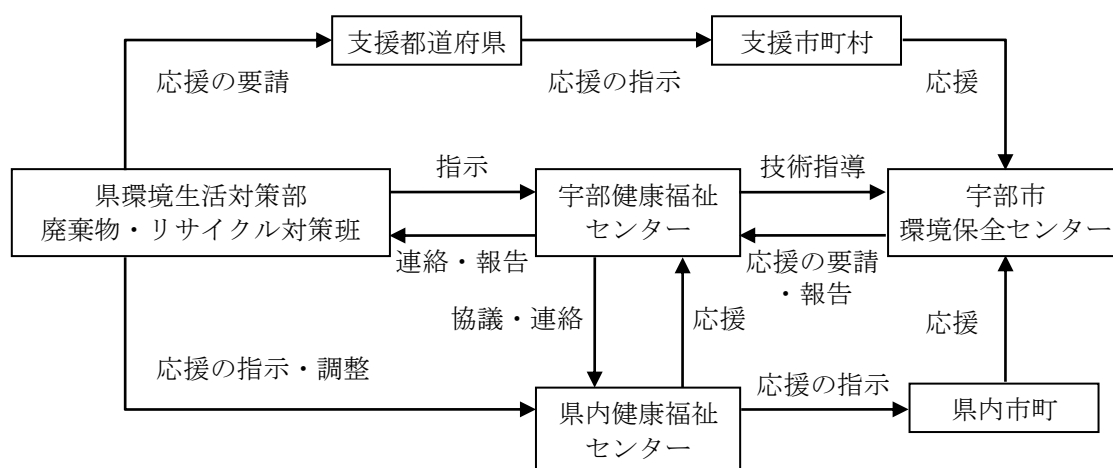 支援都道府県
支援市町村
応援の要請
応援の指示
応援
指示
技術指導
県環境生活対策部
廃棄物・リサイクル対策班
宇部健康福祉
センター
宇部市
環境保全センター
連絡・報告
応援の要請
・報告
協議・連絡
応援
応援
応援の指示・調整
応援の指示
県内健康福祉
センター
県内市町